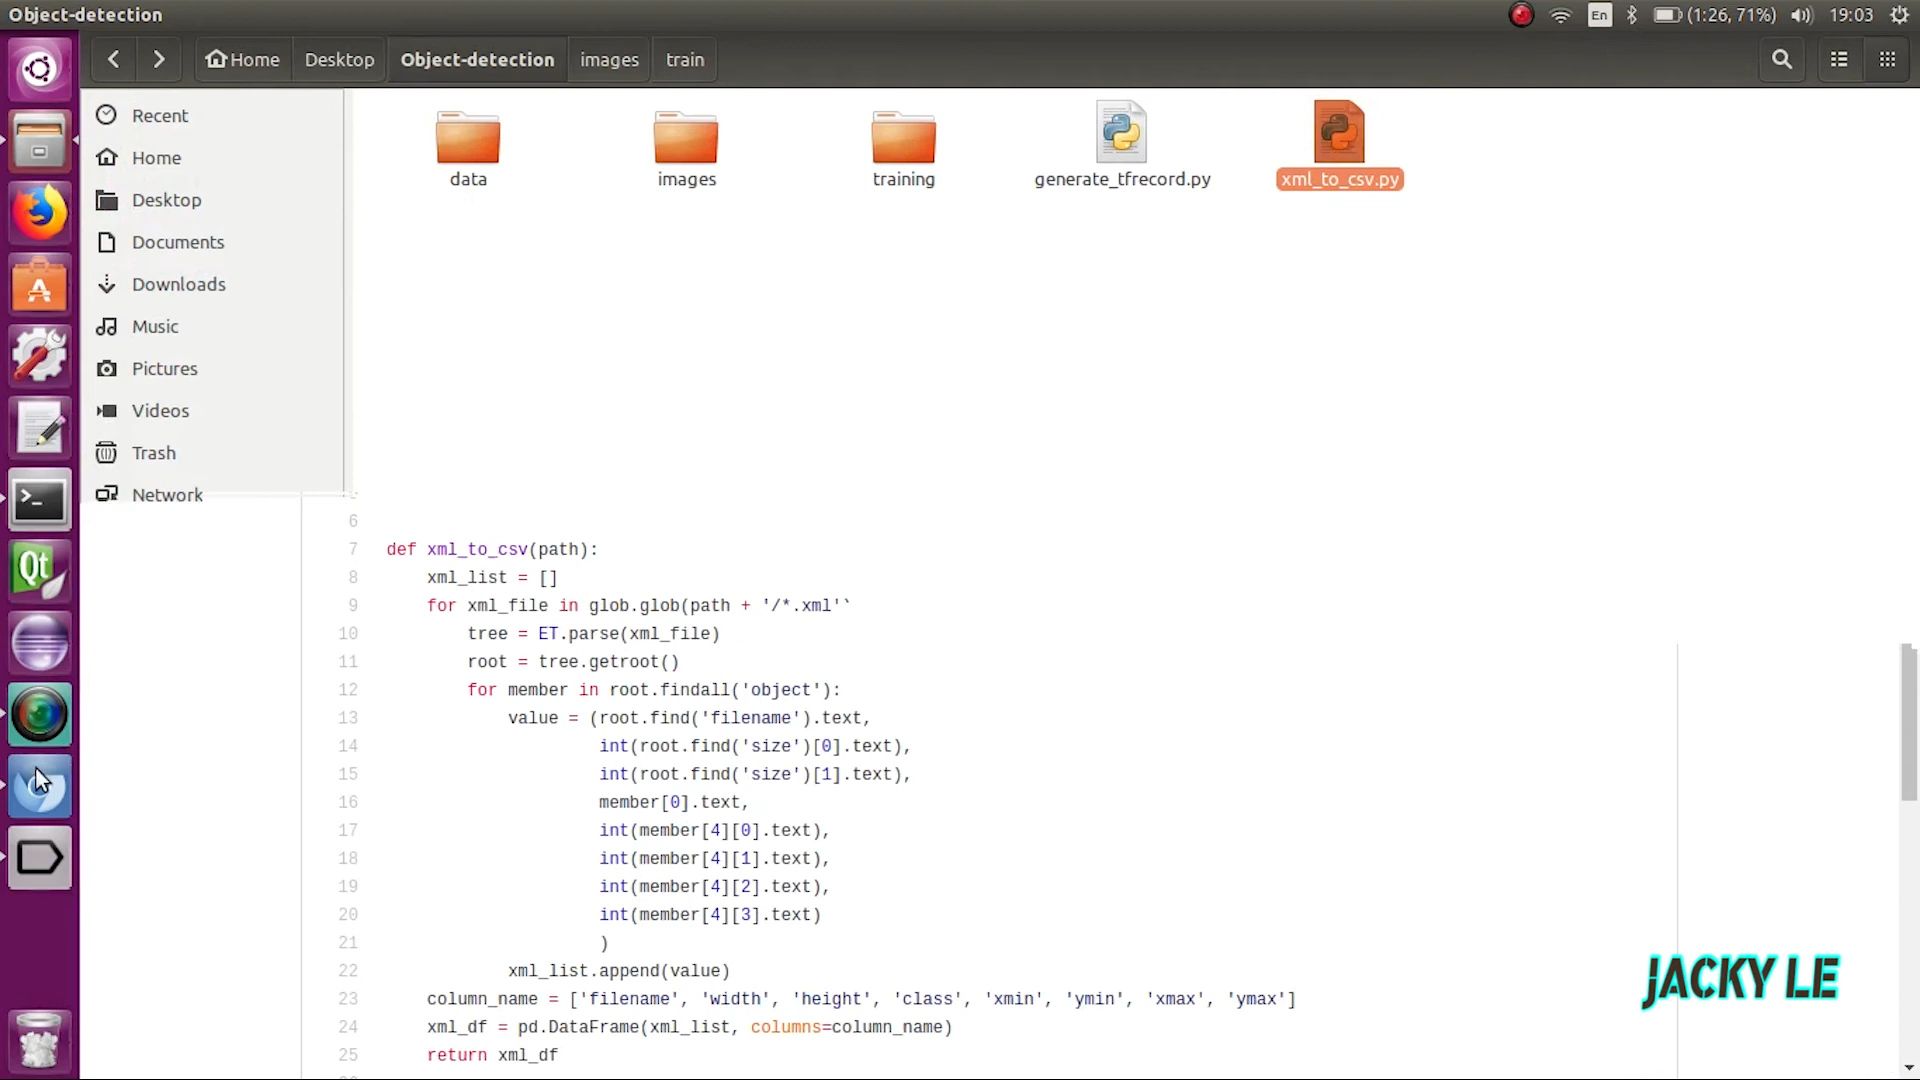 Object-detection
En
(1:26, 71%)
19:03
Home
Desktop
Object-detection
images
train
Recent
Home
Desktop
Documents
Downloads
Music
Pictures
Videos
Trash
Network
data
images
training
generate_tfrecord.py
xml_to_csv.py
Qt
6
7 def xml_to_csv(path):
8 xml_list = []
9 for xml_file in glob.glob(path + '/*.xml'`
10 tree = ET.parse(xml_file)
11 root = tree.getroot()
12 for member in root.findall('object'):
13 value = (root.find('filename').text,
14 int(root.find('size')[0].text),
15 int(root.find('size')[1].text),
16 member[0].text,
17 int(member[4][0].text),
18 int(member[4][1].text),
19 int(member[4][2].text),
20 int(member[4][3].text)
21 )
22 xml_list.append(value)
23 column_name = ['filename', 'width', 'height', 'class', 'xmin', 'ymin', 'xmax', 'ymax']
24 xml_df = pd.DataFrame(xml_list, columns=column_name)
25 return xml_df
JACKY LE